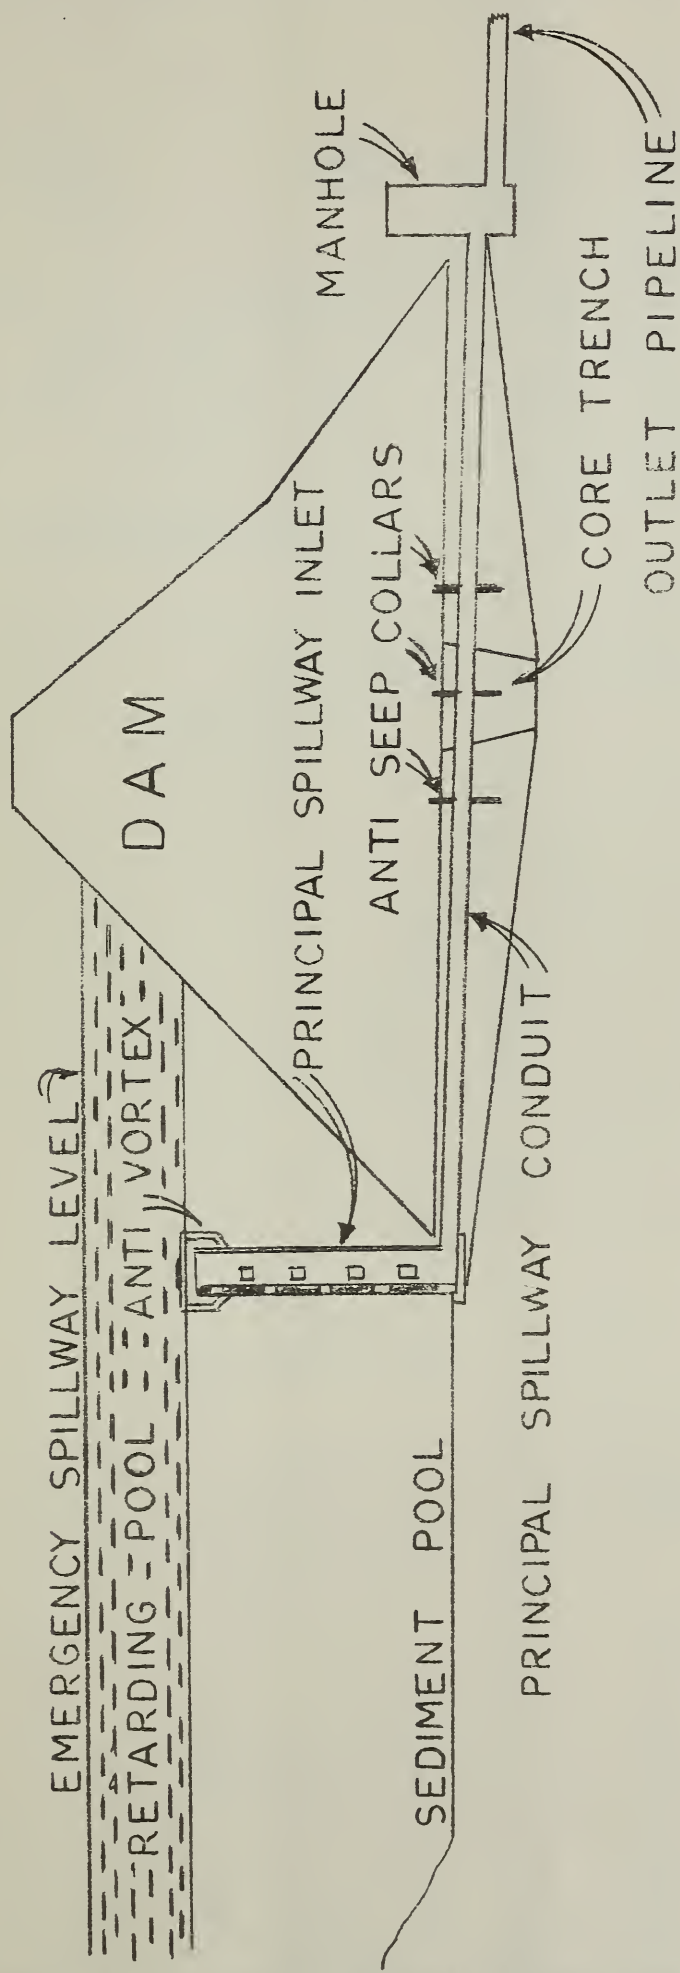 EMERGENCY SPILLWAY LEVEL
RETARDING POOL
ANTI VORTEX
DAM
MANHOLE
PRINCIPAL SPILLWAY INLET
ANTI SEEP COLLARS
SEDIMENT POOL
PRINCIPAL SPILLWAY CONDUIT
CORE TRENCH
OUTLET PIPELINE